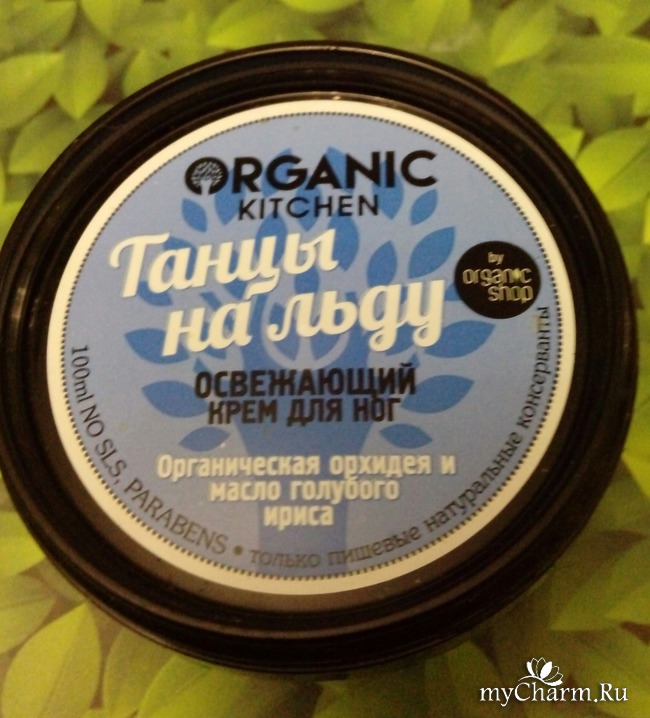 ORGANIC
KITCHEN
Танцы
на льду
by
organic
shop
ОСВЕЖАЮЩИЙ
КРЕМ ДЛЯ НОГ
Органическая орхидея и
масло голубого
ириса
100ml NO SLS, PARABENS • только пищевые натуральные консерванты
myCharm.Ru